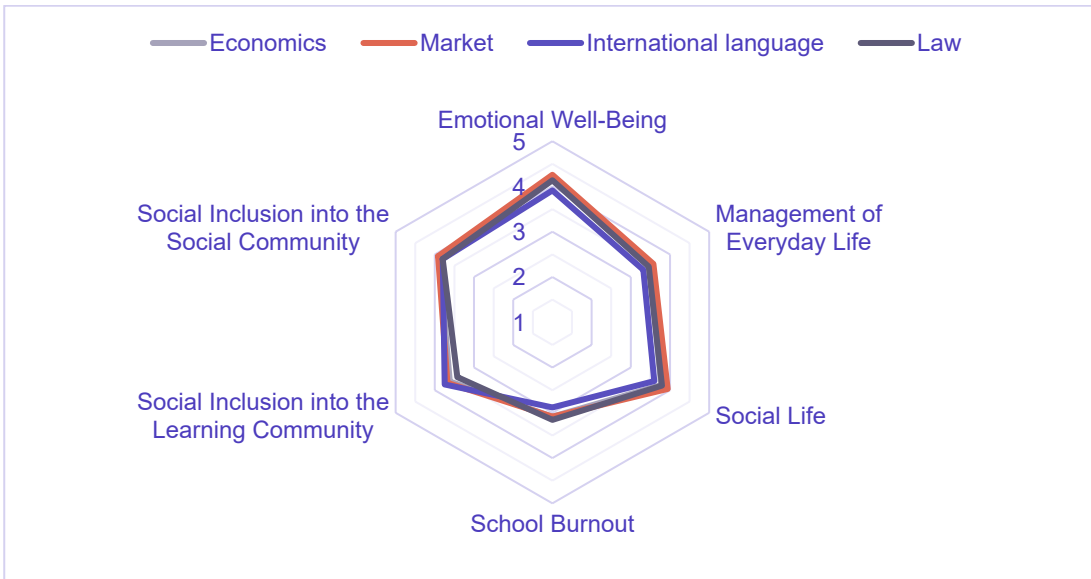 Economics Market International language Law
Emotional Well-Being
5
4
3
2
1
Management of
Everyday Life
Social Life
School Burnout
Social Inclusion into the
Learning Community
Social Inclusion into the
Social Community